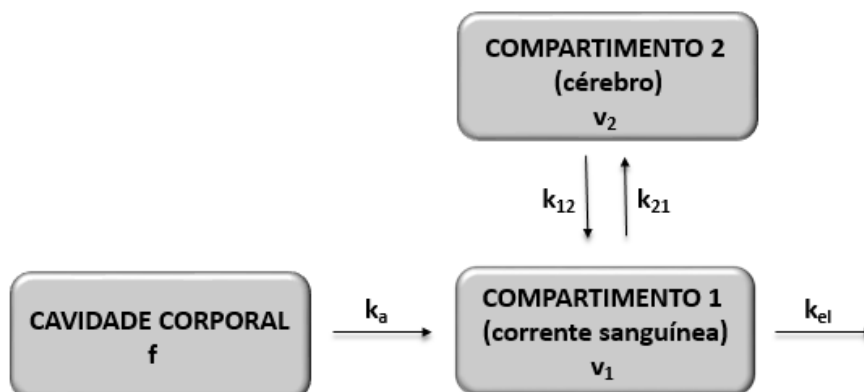 COMPARTIMENTO 2
(cérebro)
v₂
k₁₂
k₂₁
CAVIDADE CORPORAL
f
kₐ
COMPARTIMENTO 1
(corrente sanguínea)
v₁
kₑₗ